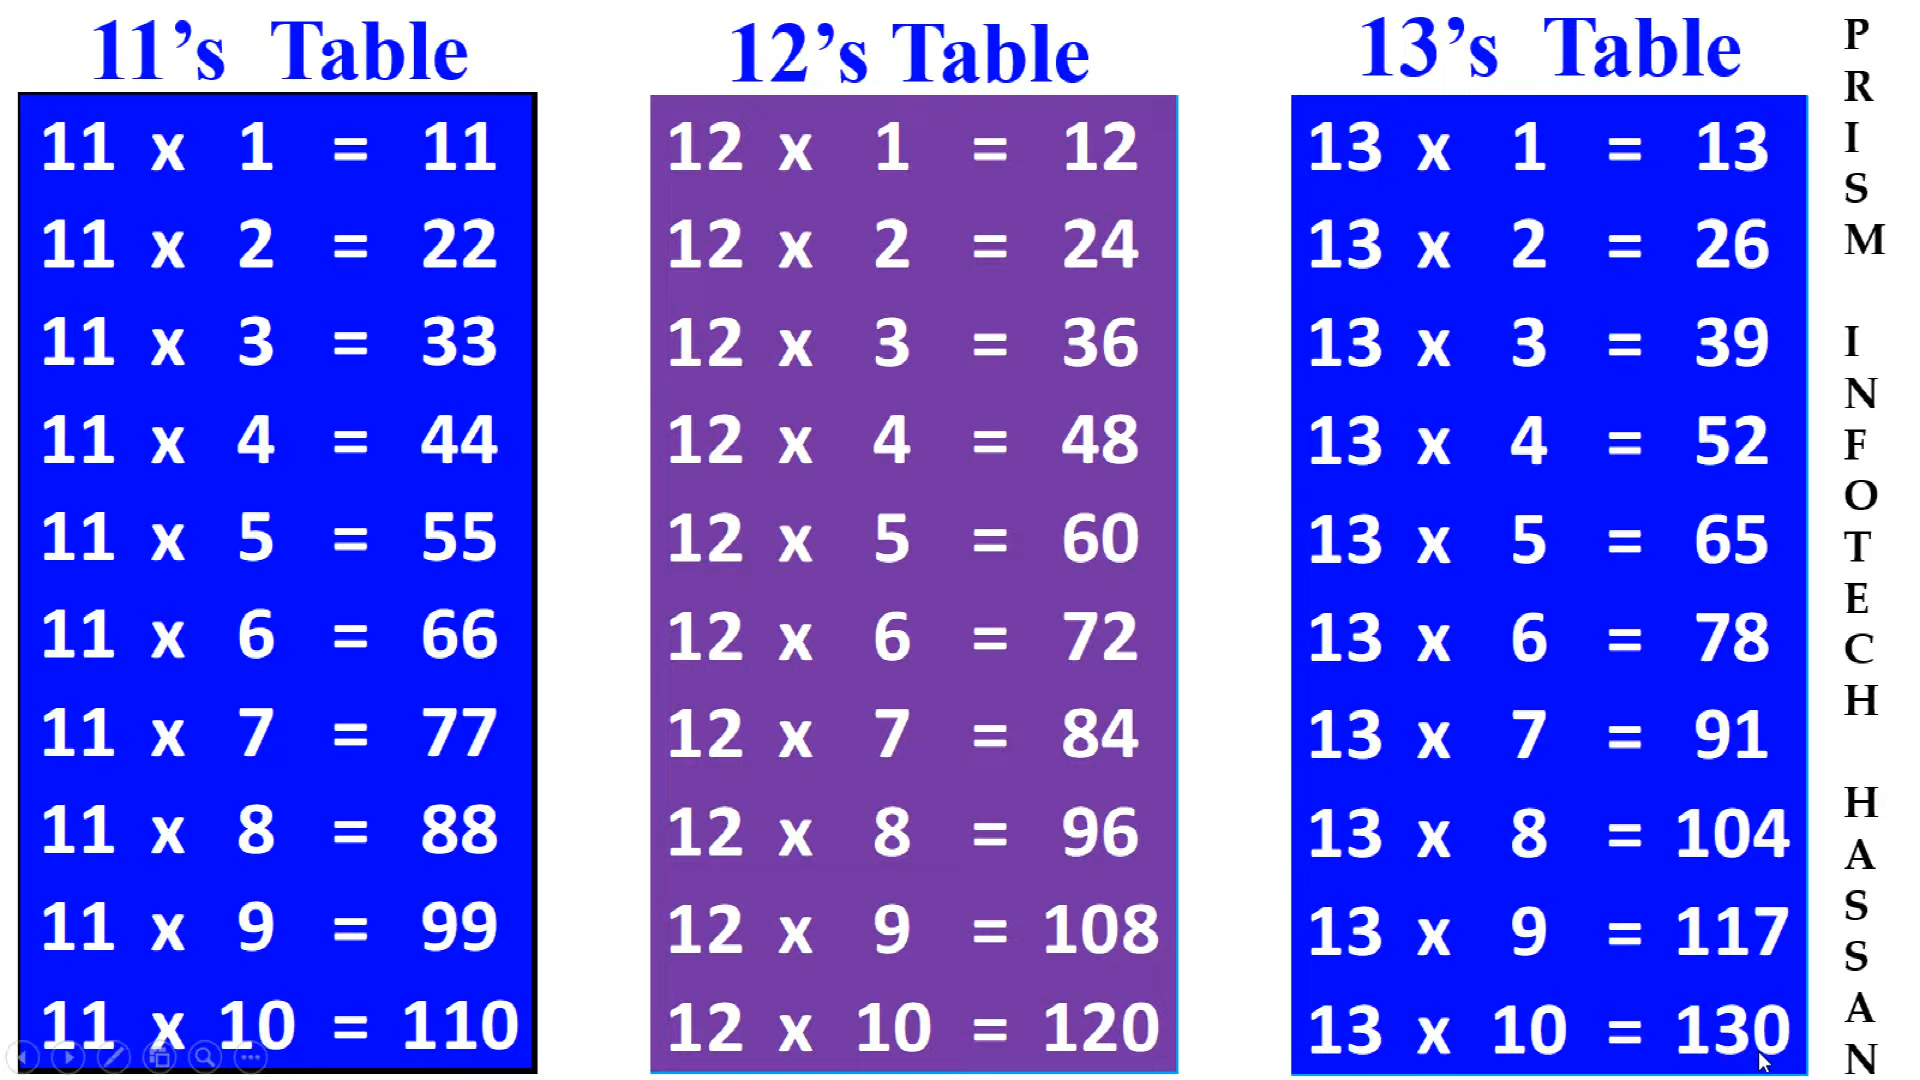 11’s Table
11 x 1 = 11
11 x 2 = 22
11 x 3 = 33
11 x 4 = 44
11 x 5 = 55
11 x 6 = 66
11 x 7 = 77
11 x 8 = 88
11 x 9 = 99
11 x 10 = 110
12’s Table
12 x 1 = 12
12 x 2 = 24
12 x 3 = 36
12 x 4 = 48
12 x 5 = 60
12 x 6 = 72
12 x 7 = 84
12 x 8 = 96
12 x 9 = 108
12 x 10 = 120
13’s Table
13 x 1 = 13
13 x 2 = 26
13 x 3 = 39
13 x 4 = 52
13 x 5 = 65
13 x 6 = 78
13 x 7 = 91
13 x 8 = 104
13 x 9 = 117
13 x 10 = 130
PRISM INFOTECH HASSAN